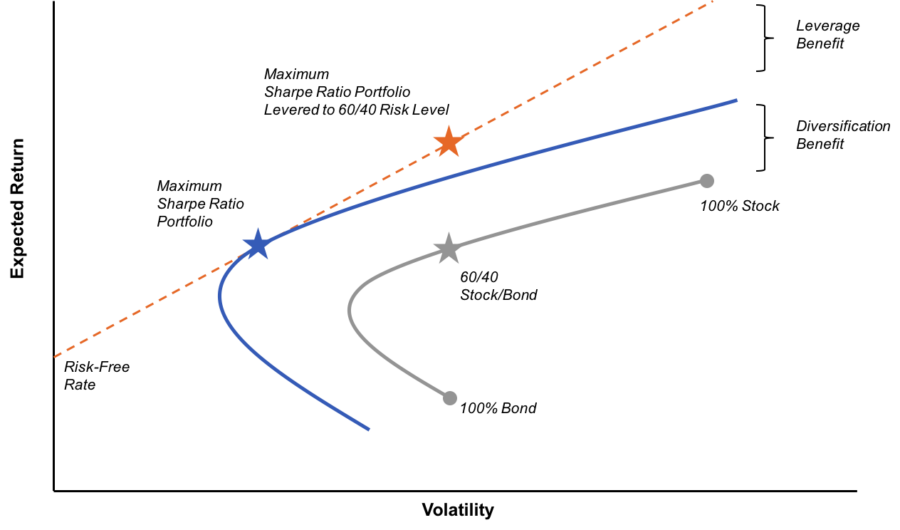 Leverage
Benefit
Maximum
Sharpe Ratio Portfolio
Levered to 60/40 Risk Level
Diversification
Benefit
Expected Return
Maximum
Sharpe Ratio
Portfolio
100% Stock
60/40
Stock/Bond
Risk-Free
Rate
100% Bond
Volatility